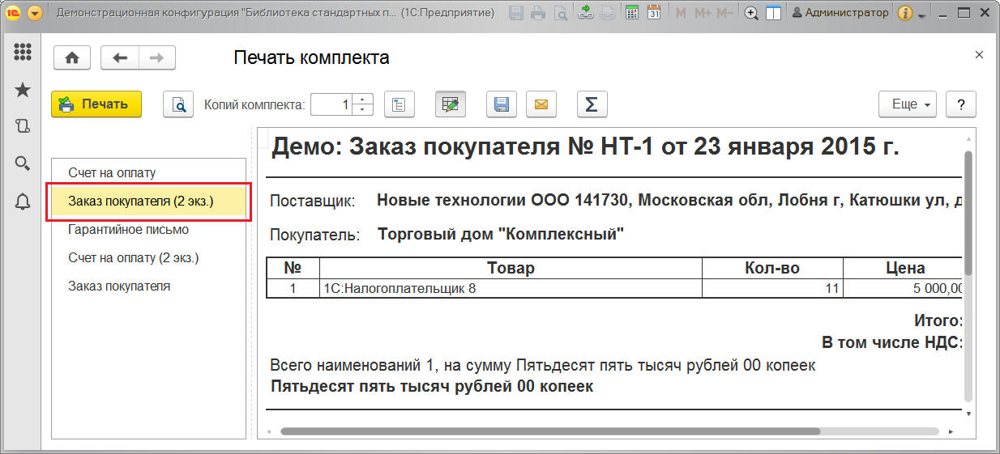 Демонстрационная конфигурация "Библиотека стандартных п... (1С:Предприятие)
31
M M+ M-
Администратор
Печать комплекта
Печать
Копий комплекта: 1
Σ
Еще
?
Счет на оплату
Заказ покупателя (2 экз.)
Гарантийное письмо
Счет на оплату (2 экз.)
Заказ покупателя
Демо: Заказ покупателя № НТ-1 от 23 января 2015 г.
Поставщик: Новые технологии ООО 141730, Московская обл, Лобня г, Катюшки ул, д
Покупатель: Торговый дом "Комплексный"
№ Товар Кол-во Цена
1 1С:Налогоплательщик 8 11 5 000,00
Итого:
В том числе НДС:
Всего наименований 1, на сумму Пятьдесят пять тысяч рублей 00 копеек
Пятьдесят пять тысяч рублей 00 копеек